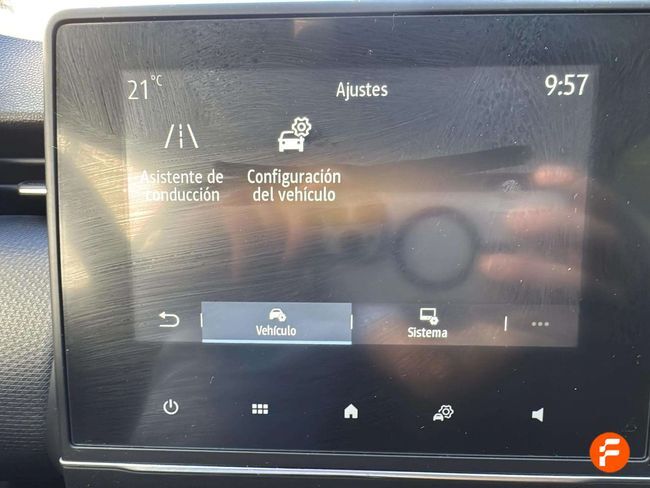 21°C
Ajustes
9:57
Asistente de
conducción
Configuración
del vehículo
Vehículo
Sistema